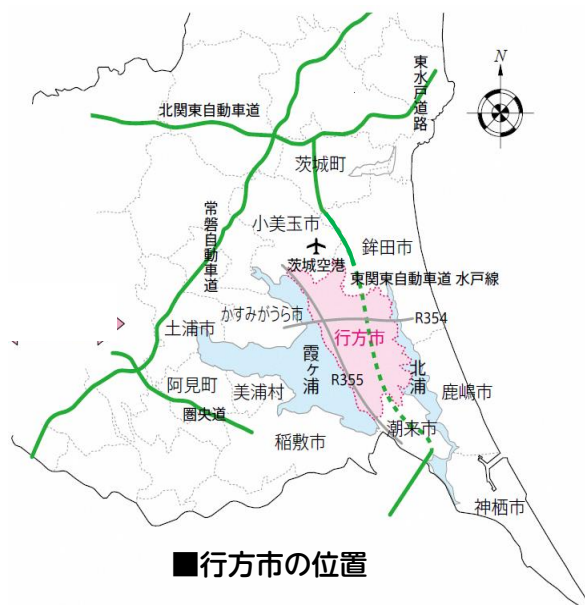 N
東水戸道路
北関東自動車道
茨城町
常磐自動車道
小美玉市
鉾田市
茨城空港
東関東自動車道 水戸線
かすみがうら市
R354
土浦市
行方市
霞ヶ浦
R355
北浦
阿見町
美浦村
鹿嶋市
圏央道
潮来市
稲敷市
神栖市
■行方市の位置